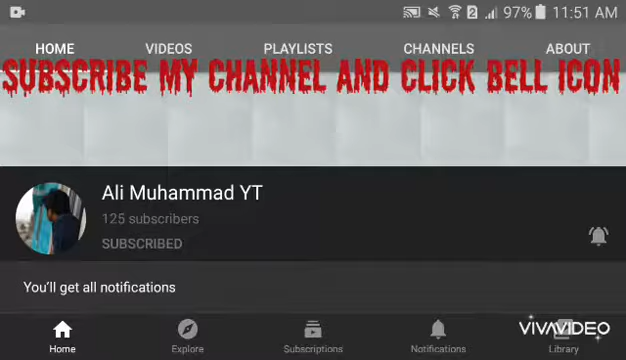 2 97% 11:51 AM
HOME VIDEOS PLAYLISTS CHANNELS ABOUT
SUBSCRIBE MY CHANNEL AND CLICK BELL ICON
Ali Muhammad YT
125 subscribers
SUBSCRIBED
You'll get all notifications
VIVAVIDEO
Home Explore Subscriptions Notifications Library